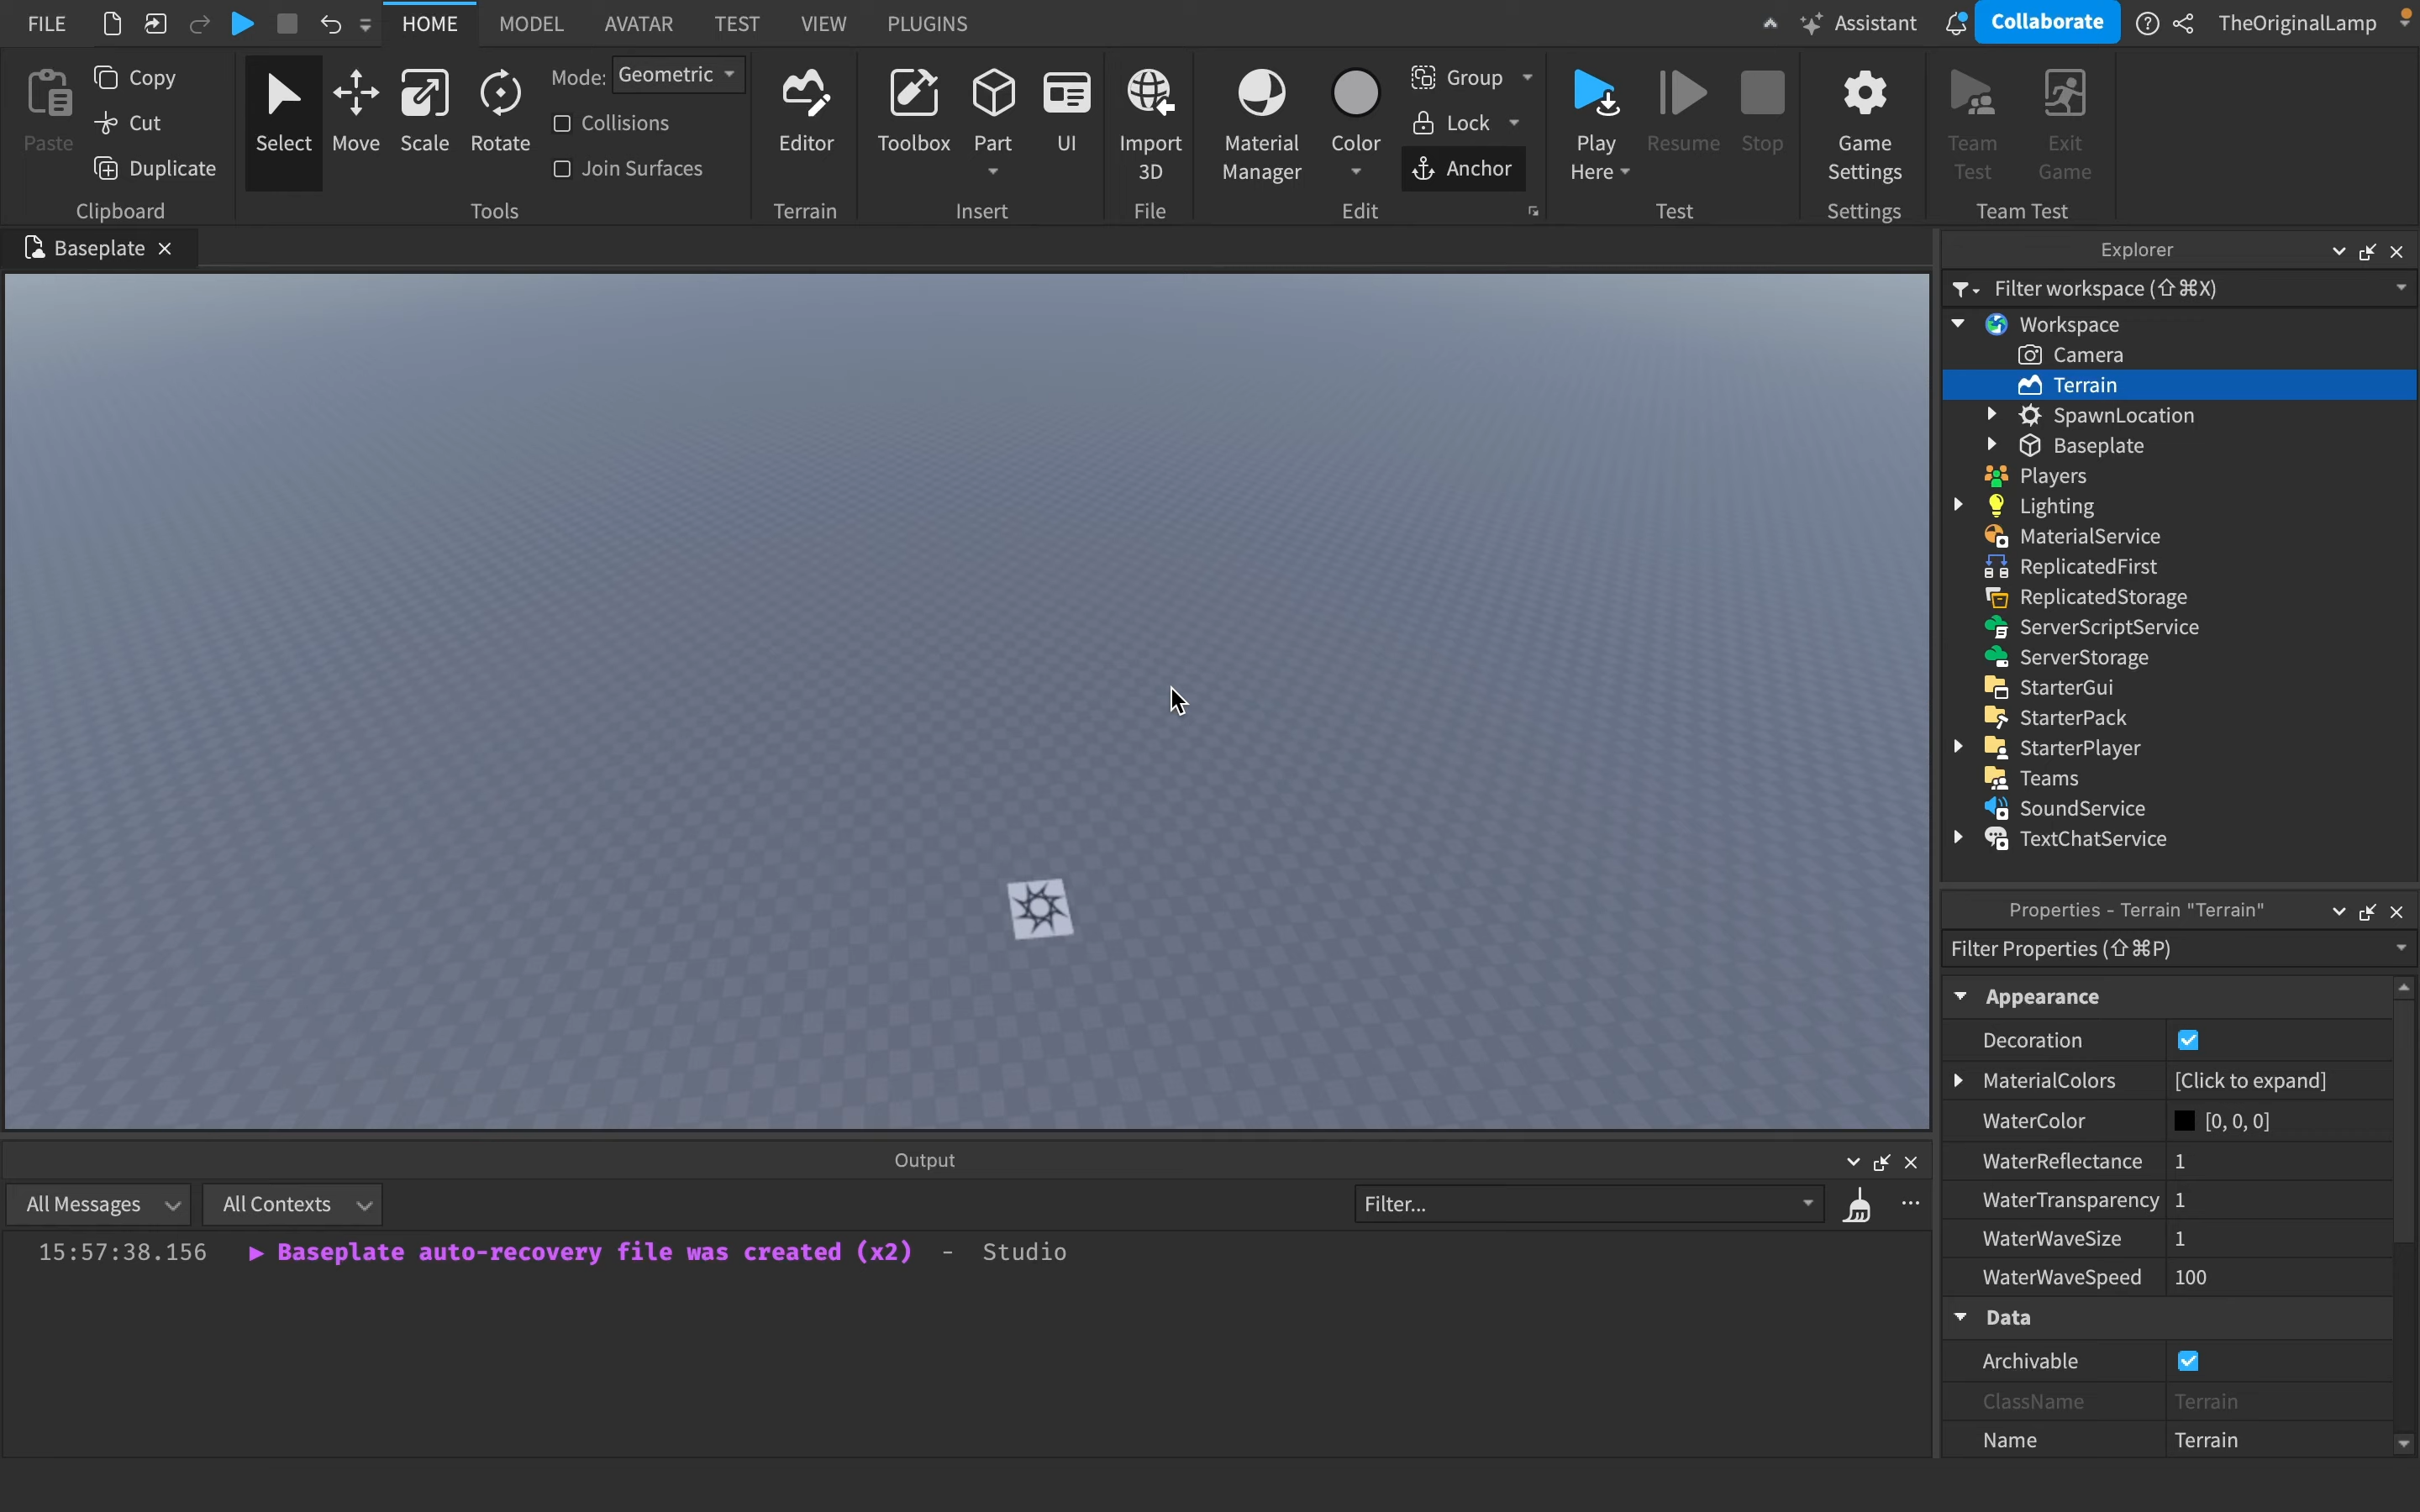 FILE HOME MODEL AVATAR TEST VIEW PLUGINS Assistant Collaborate TheOriginalLamp
Paste
Copy
Cut
Duplicate
Clipboard
Select Move Scale Rotate
Mode: Geometric
Collisions
Join Surfaces
Tools
Editor
Terrain
Toolbox Part UI
Insert
Import
3D
File
Material
Manager
Color
Group
Lock
Anchor
Edit
Play
Here
Resume Stop
Test
Game
Settings
Settings
Team
Test
Exit
Game
Team Test
Baseplate
Explorer
Filter workspace (⇧⌘X)
Workspace
Camera
Terrain
SpawnLocation
Baseplate
Players
Lighting
MaterialService
ReplicatedFirst
ReplicatedStorage
ServerScriptService
ServerStorage
StarterGui
StarterPack
StarterPlayer
Teams
SoundService
TextChatService
Properties - Terrain "Terrain"
Filter Properties (⇧⌘P)
Appearance
Decoration
MaterialColors [Click to expand]
WaterColor [0, 0, 0]
WaterReflectance 1
WaterTransparency 1
WaterWaveSize 1
WaterWaveSpeed 100
Data
Archivable
ClassName Terrain
Name Terrain
Output
All Messages All Contexts Filter...
15:57:38.156 ▶ Baseplate auto-recovery file was created (x2) - Studio